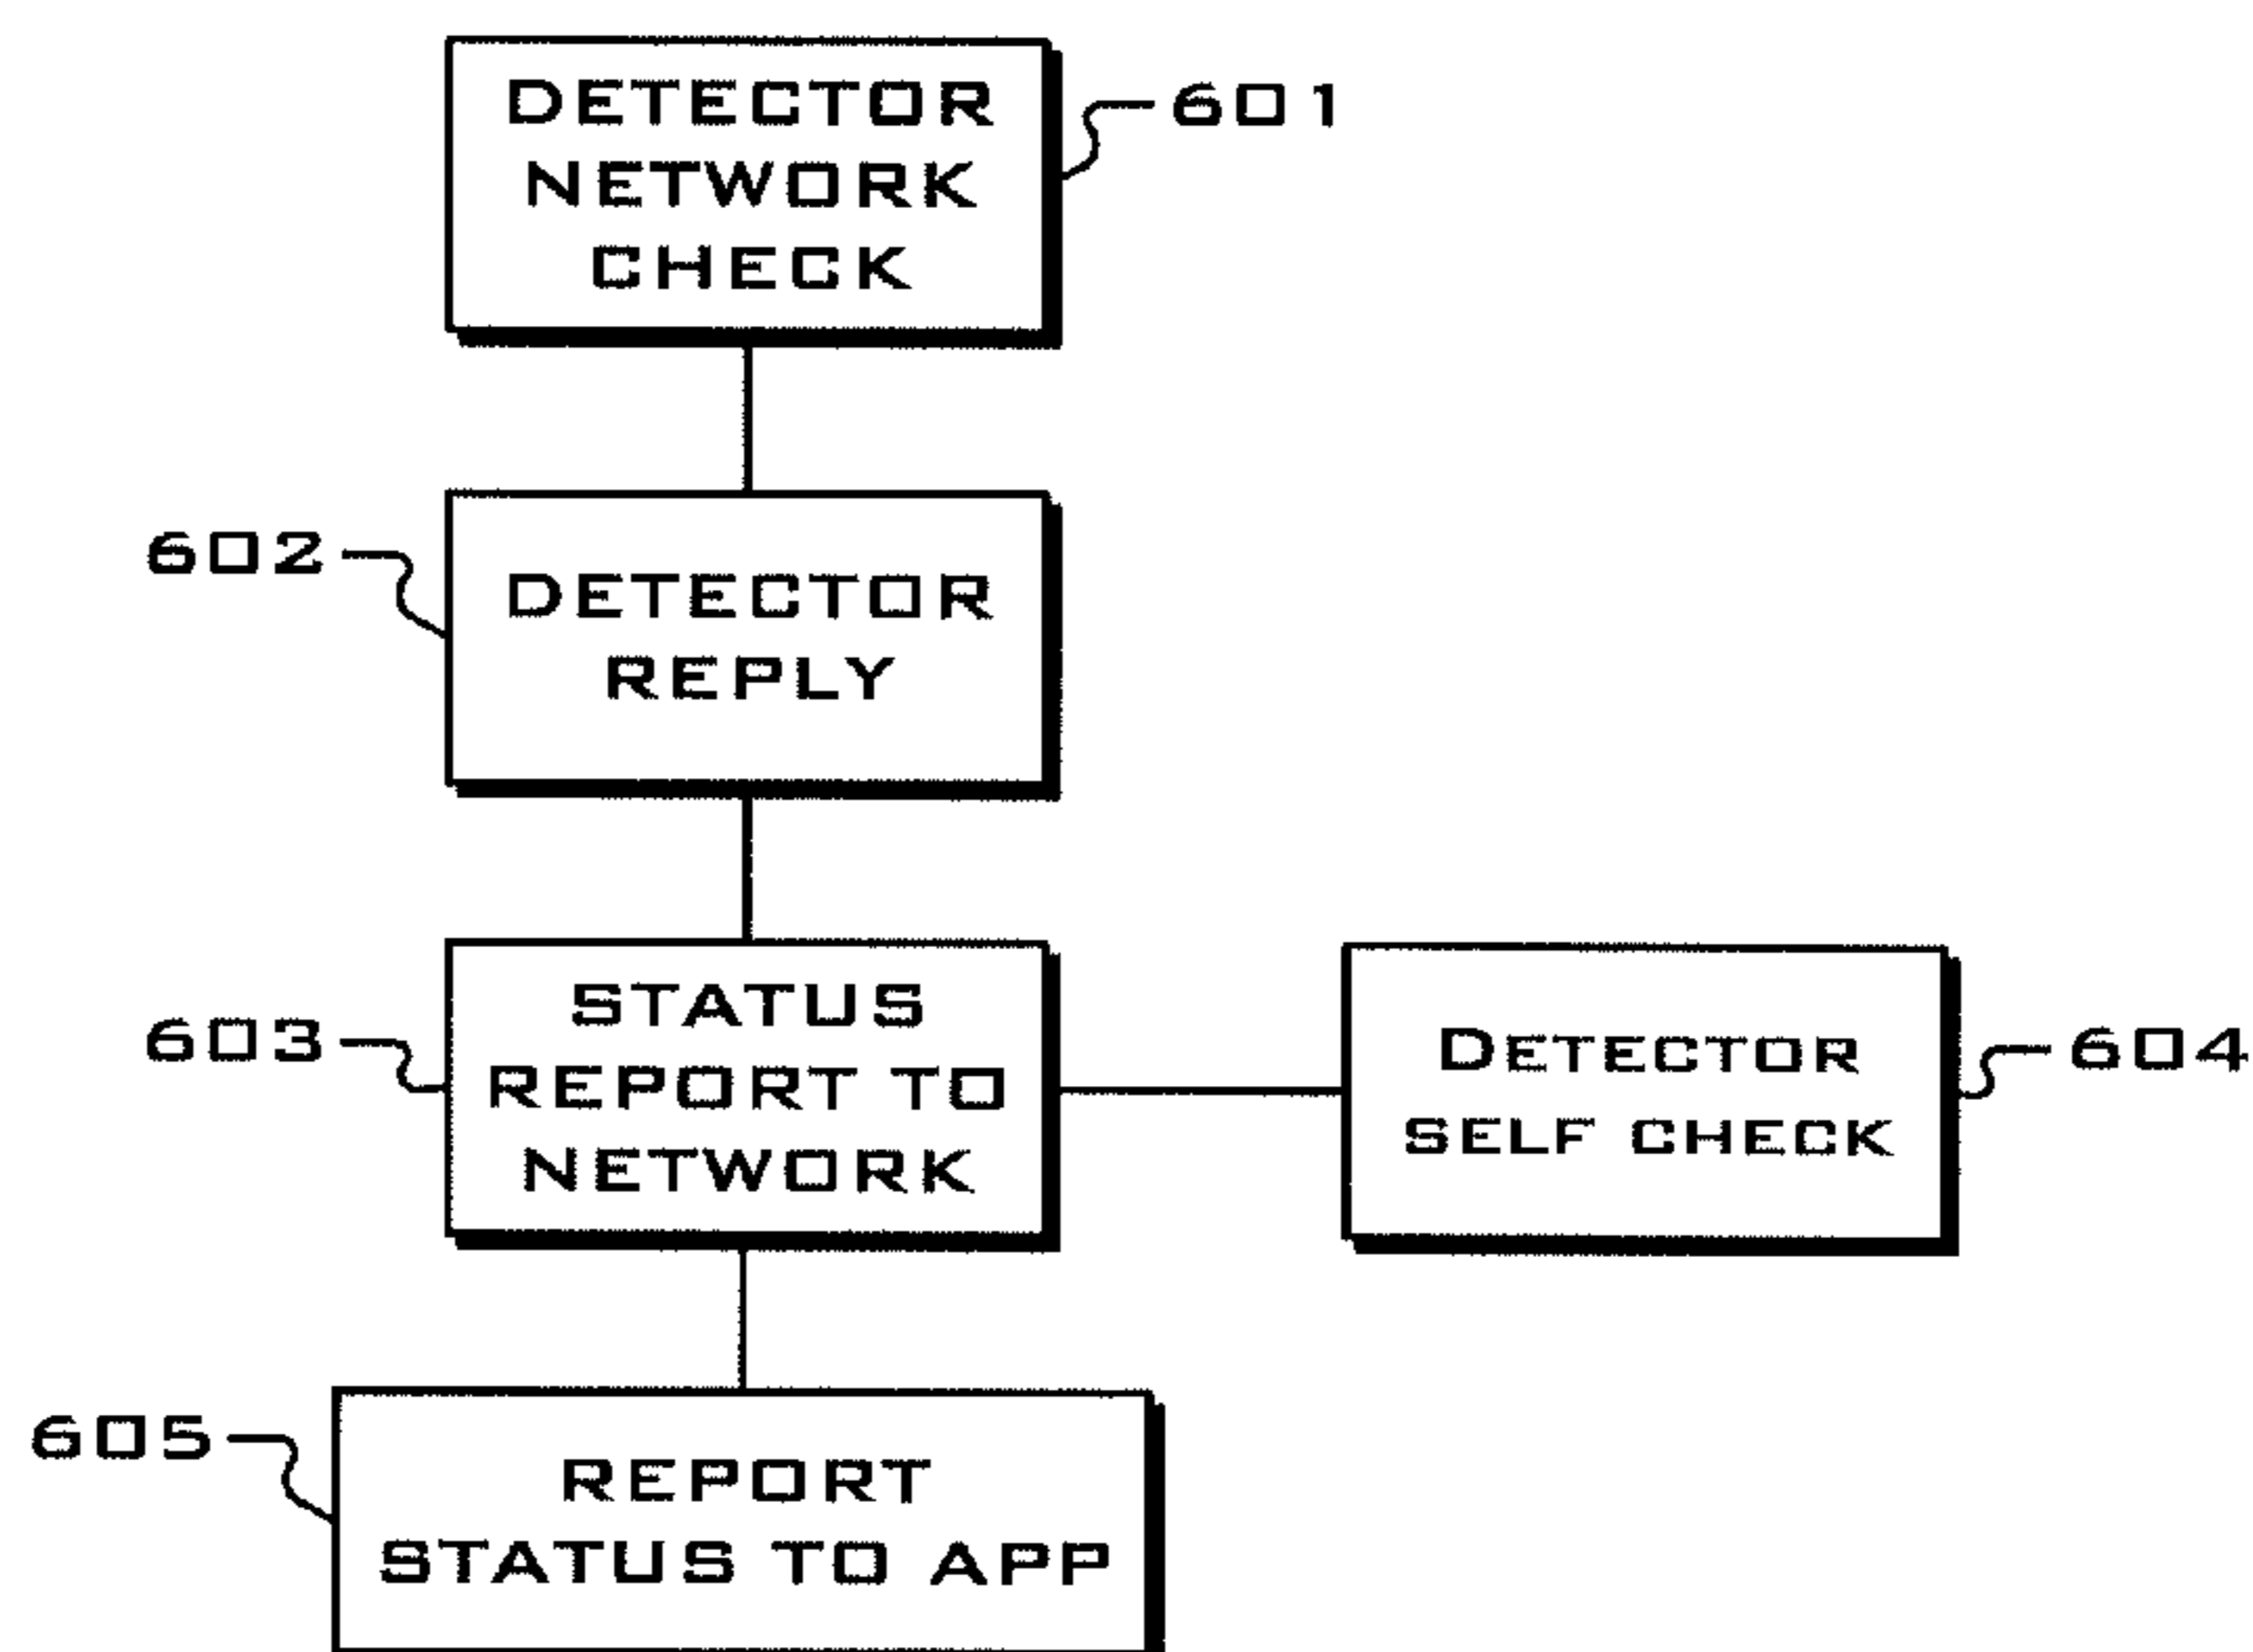 DETECTOR
NETWORK
CHECK
601
602
DETECTOR
REPLY
603
STATUS
REPORT TO
NETWORK
DETECTOR
SELF CHECK
604
605
REPORT
STATUS TO APP